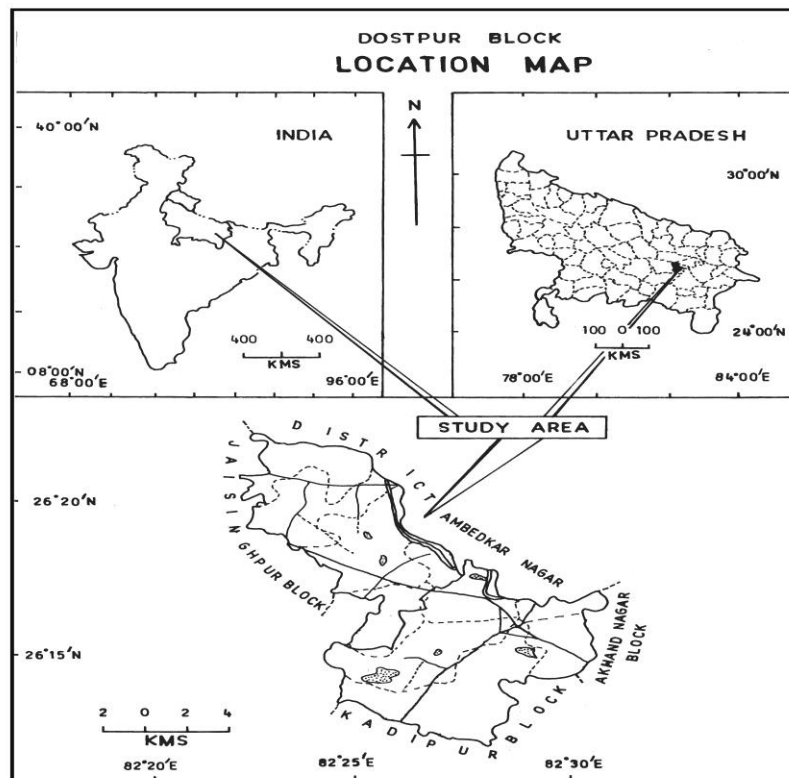 DOSTPUR BLOCK
LOCATION MAP
40°00'N
INDIA
N
UTTAR PRADESH
30°00'N
400 400
KMS
08°00'N
68°00'E
96°00'E
100 0 100
KMS
24°00'N
78°00'E
84°00'E
STUDY AREA
DISTRICT AMBEDKAR NAGAR
JAISINGHPUR BLOCK
26°20'N
26°15'N
AKHAND NAGAR
BLOCK
KADIPUR BLOCK
2 0 2 4
KMS
82°20'E
82°25'E
82°30'E